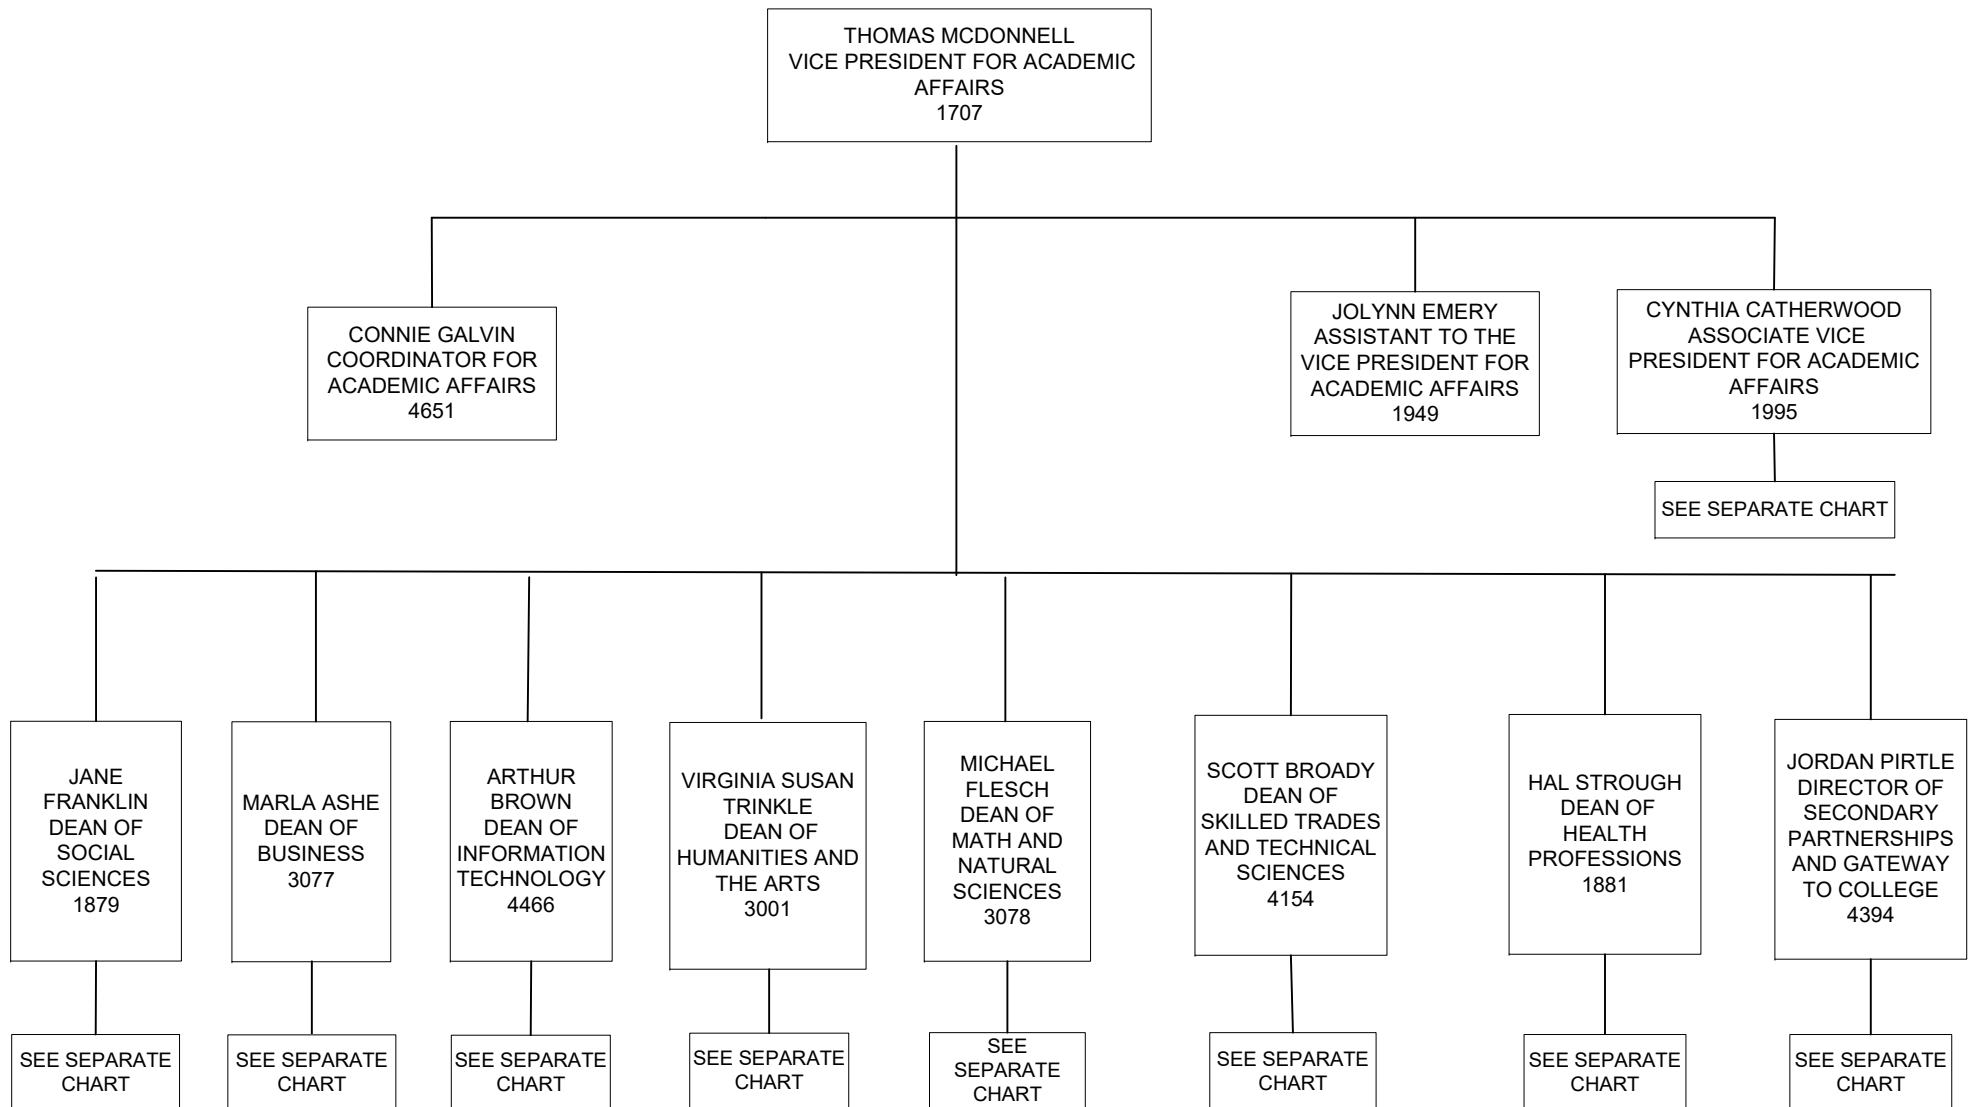 THOMAS MCDONNELL
VICE PRESIDENT FOR ACADEMIC
AFFAIRS
1707
CONNIE GALVIN
COORDINATOR FOR
ACADEMIC AFFAIRS
4651
JOLYNN EMERY
ASSISTANT TO THE
VICE PRESIDENT FOR
ACADEMIC AFFAIRS
1949
CYNTHIA CATHERWOOD
ASSOCIATE VICE
PRESIDENT FOR ACADEMIC
AFFAIRS
1995
SEE SEPARATE CHART
JANE
FRANKLIN
DEAN OF
SOCIAL
SCIENCES
1879
MARLA ASHE
DEAN OF
BUSINESS
3077
ARTHUR
BROWN
DEAN OF
INFORMATION
TECHNOLOGY
4466
VIRGINIA SUSAN
TRINKLE
DEAN OF
HUMANITIES AND
THE ARTS
3001
MICHAEL
FLESCH
DEAN OF
MATH AND
NATURAL
SCIENCES
3078
SCOTT BROADY
DEAN OF
SKILLED TRADES
AND TECHNICAL
SCIENCES
4154
HAL STROUGH
DEAN OF
HEALTH
PROFESSIONS
1881
JORDAN PIRTLE
DIRECTOR OF
SECONDARY
PARTNERSHIPS
AND GATEWAY
TO COLLEGE
4394
SEE SEPARATE
CHART
SEE SEPARATE
CHART
SEE SEPARATE
CHART
SEE SEPARATE
CHART
SEE
SEPARATE
CHART
SEE SEPARATE
CHART
SEE SEPARATE
CHART
SEE SEPARATE
CHART